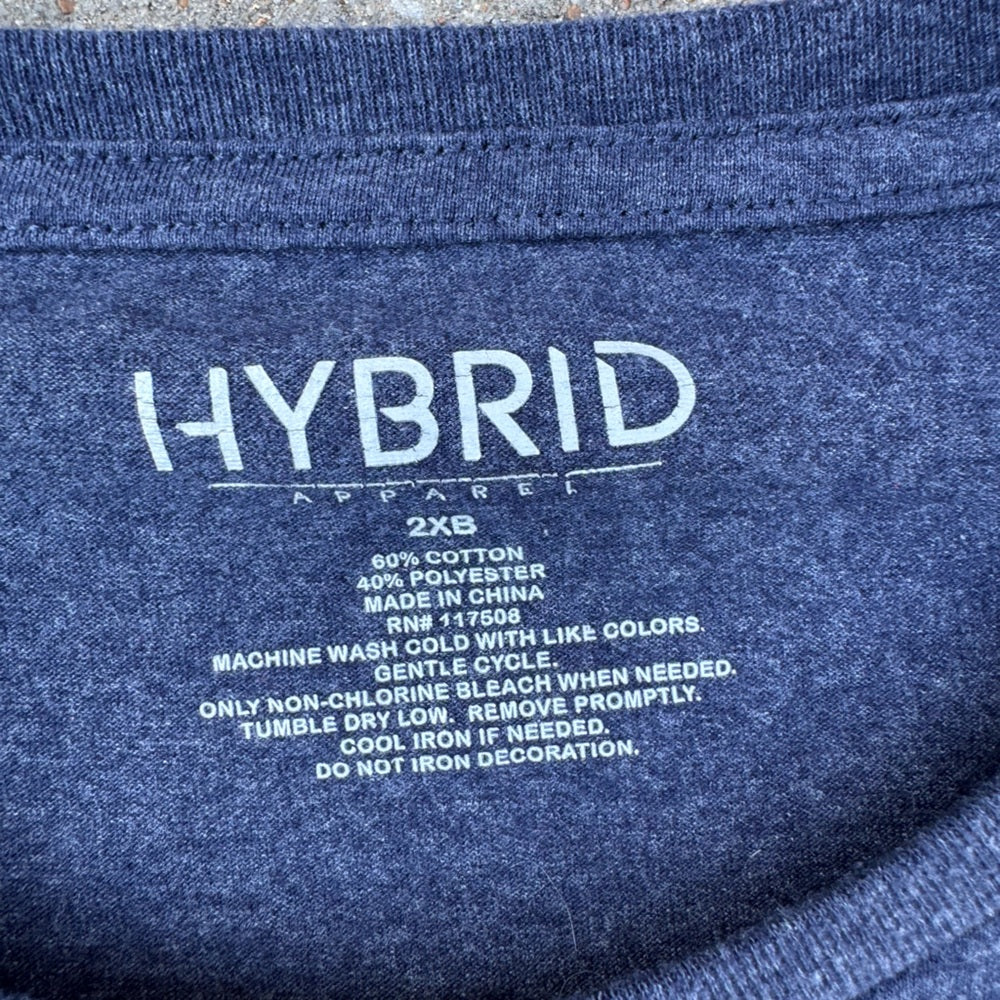 HYBRID
APPAREL
2XB
60% COTTON
40% POLYESTER
MADE IN CHINA
RN# 117508
MACHINE WASH COLD WITH LIKE COLORS.
GENTLE CYCLE.
ONLY NON-CHLORINE BLEACH WHEN NEEDED.
TUMBLE DRY LOW. REMOVE PROMPTLY.
COOL IRON IF NEEDED.
DO NOT IRON DECORATION.